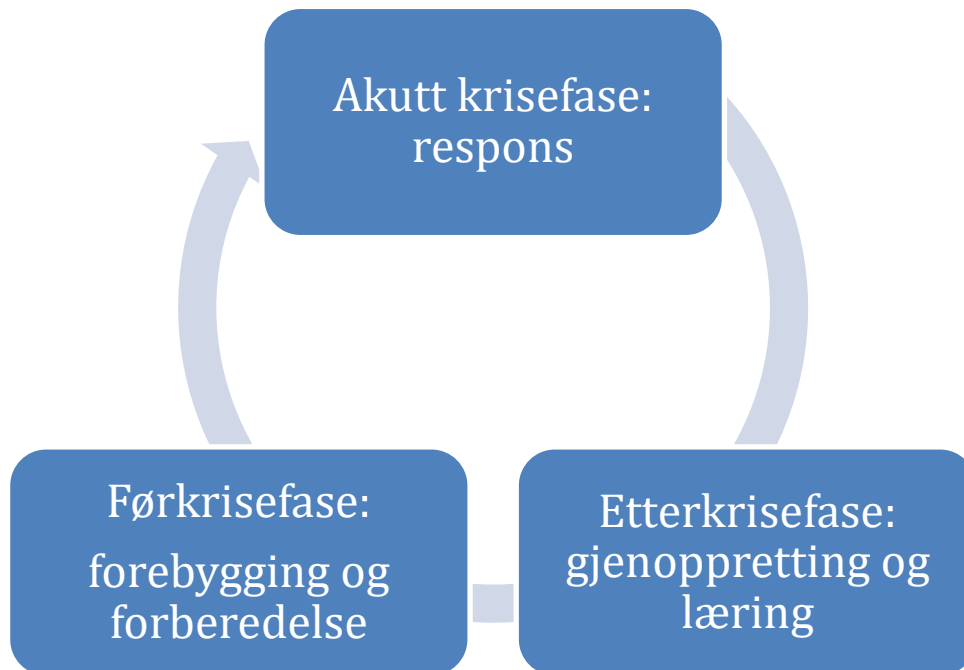 Akutt krisefase:
respons
Førkrisefase:
forebygging og
forberedelse
Etterkrisefase:
gjenoppretting og
læring